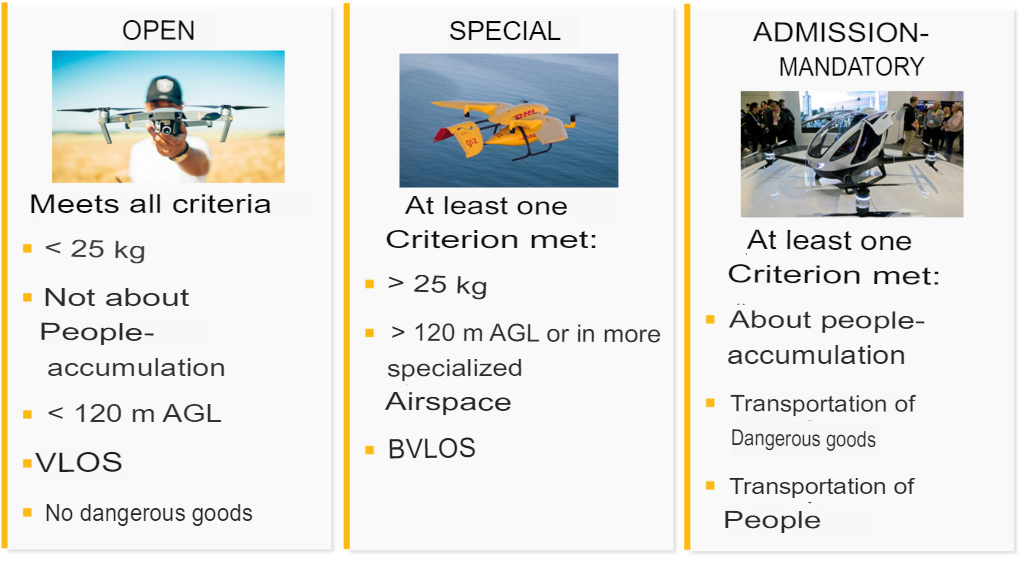 OPEN
Meets all criteria
< 25 kg
Not about
People-
accumulation
< 120 m AGL
VLOS
No dangerous goods
SPECIAL
DHL
giz
At least one
Criterion met:
> 25 kg
> 120 m AGL or in more
specialized
Airspace
BVLOS
ADMISSION-
MANDATORY
At least one
Criterion met:
About people-
accumulation
Transportation of
Dangerous goods
Transportation of
People